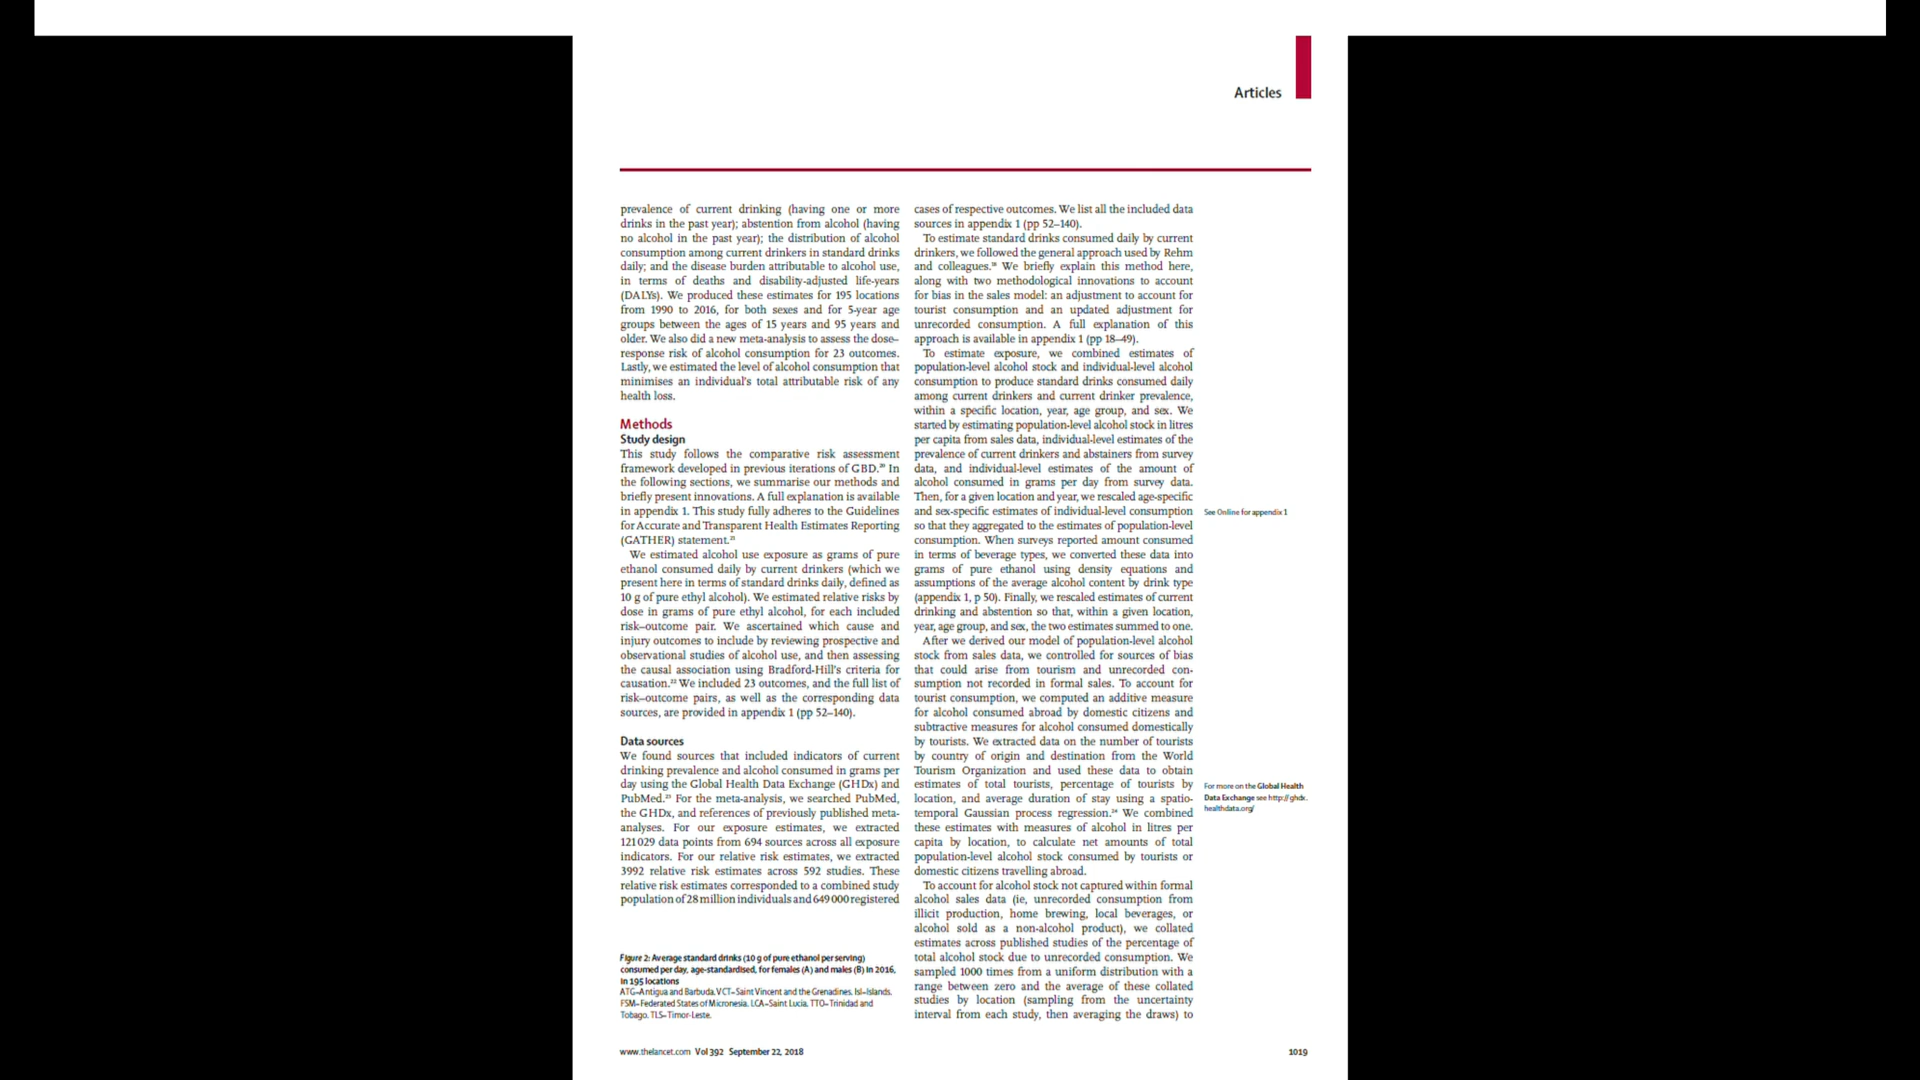 Articles
prevalence of current drinking (having one or more
drinks in the past year); abstention from alcohol (having
no alcohol in the past year); the distribution of alcohol
consumption among current drinkers in standard drinks
daily; and the disease burden attributable to alcohol use,
in terms of deaths and disability-adjusted life-years
(DALYs). We produced these estimates for 195 locations
from 1990 to 2016, for both sexes and for 5-year age
groups between the ages of 15 years and 95 years and
older. We also did a new meta-analysis to assess the dose–
response risk of alcohol consumption for 23 outcomes.
Lastly, we estimated the level of alcohol consumption that
minimises an individual's total attributable risk of any
health loss.
Methods
Study design
This study follows the comparative risk assessment
framework developed in previous iterations of GBD.20 In
the following sections, we summarise our methods and
briefly present innovations. A full explanation is available
in appendix 1. This study fully adheres to the Guidelines
for Accurate and Transparent Health Estimates Reporting
(GATHER) statement.21
We estimated alcohol use exposure as grams of pure
ethanol consumed daily by current drinkers (which we
present here in terms of standard drinks daily, defined as
10 g of pure ethyl alcohol). We estimated relative risks by
dose in grams of pure ethyl alcohol, for each included
risk–outcome pair. We ascertained which cause and
injury outcomes to include by reviewing prospective and
observational studies of alcohol use, and then assessing
the causal association using Bradford-Hill's criteria for
causation.22 We included 23 outcomes, and the full list of
risk–outcome pairs, as well as the corresponding data
sources, are provided in appendix 1 (pp 52–140).
Data sources
We found sources that included indicators of current
drinking prevalence and alcohol consumed in grams per
day using the Global Health Data Exchange (GHDx) and
PubMed.23 For the meta-analysis, we searched PubMed,
the GHDx, and references of previously published meta-
analyses. For our exposure estimates, we extracted
121 029 data points from 694 sources across all exposure
indicators. For our relative risk estimates, we extracted
3992 relative risk estimates across 592 studies. These
relative risk estimates corresponded to a combined study
population of 28 million individuals and 649 000 registered
Figure 2: Average standard drinks (10 g of pure ethanol per serving)
consumed per day, age-standardised, for females (A) and males (B) in 2016,
in 195 locations
ATG=Antigua and Barbuda. VCT=Saint Vincent and the Grenadines. Isl=Islands.
FSM=Federated States of Micronesia. LCA=Saint Lucia. TTO=Trinidad and
Tobago. TLS=Timor-Leste.
cases of respective outcomes. We list all the included data
sources in appendix 1 (pp 52–140).
To estimate standard drinks consumed daily by current
drinkers, we followed the general approach used by Rehm
and colleagues.18 We briefly explain this method here,
along with two methodological innovations to account
for bias in the sales model: an adjustment to account for
tourist consumption and an updated adjustment for
unrecorded consumption. A full explanation of this
approach is available in appendix 1 (pp 18–49).
To estimate exposure, we combined estimates of
population-level alcohol stock and individual-level alcohol
consumption to produce standard drinks consumed daily
among current drinkers and current drinker prevalence,
within a specific location, year, age group, and sex. We
started by estimating population-level alcohol stock in litres
per capita from sales data, individual-level estimates of the
prevalence of current drinkers and abstainers from survey
data, and individual-level estimates of the amount of
alcohol consumed in grams per day from survey data.
Then, for a given location and year, we rescaled age-specific
and sex-specific estimates of individual-level consumption
so that they aggregated to the estimates of population-level
consumption. When surveys reported amount consumed
in terms of beverage types, we converted these data into
grams of pure ethanol using density equations and
assumptions of the average alcohol content by drink type
(appendix 1, p 50). Finally, we rescaled estimates of current
drinking and abstention so that, within a given location,
year, age group, and sex, the two estimates summed to one.
After we derived our model of population-level alcohol
stock from sales data, we controlled for sources of bias
that could arise from tourism and unrecorded con-
sumption not recorded in formal sales. To account for
tourist consumption, we computed an additive measure
for alcohol consumed abroad by domestic citizens and
subtractive measures for alcohol consumed domestically
by tourists. We extracted data on the number of tourists
by country of origin and destination from the World
Tourism Organization and used these data to obtain
estimates of total tourists, percentage of tourists by
location, and average duration of stay using a spatio-
temporal Gaussian process regression.24 We combined
these estimates with measures of alcohol in litres per
capita by location, to calculate net amounts of total
population-level alcohol stock consumed by tourists or
domestic citizens travelling abroad.
To account for alcohol stock not captured within formal
alcohol sales data (ie, unrecorded consumption from
illicit production, home brewing, local beverages, or
alcohol sold as a non-alcohol product), we collated
estimates across published studies of the percentage of
total alcohol stock due to unrecorded consumption. We
sampled 1000 times from a uniform distribution with a
range between zero and the average of these collated
studies by location (sampling from the uncertainty
interval from each study, then averaging the draws) to
See Online for appendix 1
For more on the Global Health
Data Exchange see http://ghdx.
healthdata.org/
www.thelancet.com Vol 392 September 22, 2018
1019